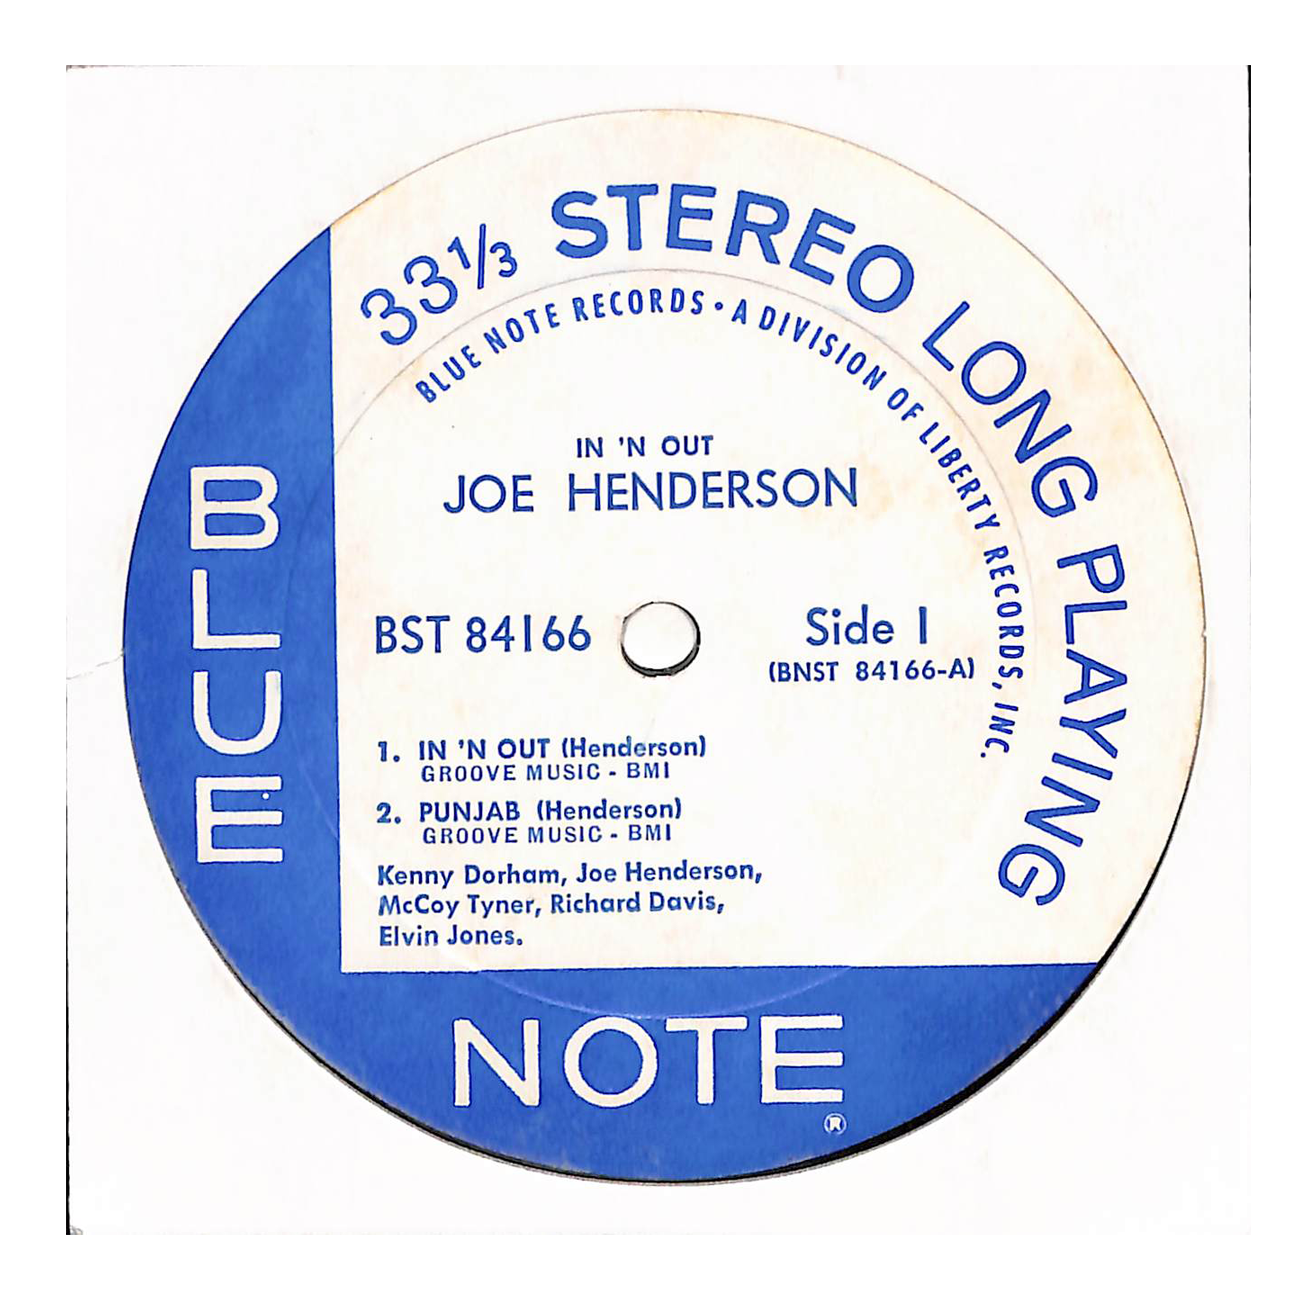 33⅓ STEREO LONG PLAYING
BLUE NOTE RECORDS • A DIVISION OF LIBERTY RECORDS, INC.
IN 'N OUT
JOE HENDERSON
BST 84166
Side 1
(BNST 84166-A)
1. IN 'N OUT (Henderson)
GROOVE MUSIC - BMI
2. PUNJAB (Henderson)
GROOVE MUSIC - BMI
Kenny Dorham, Joe Henderson,
McCoy Tyner, Richard Davis,
Elvin Jones.
BLUE
NOTE
®